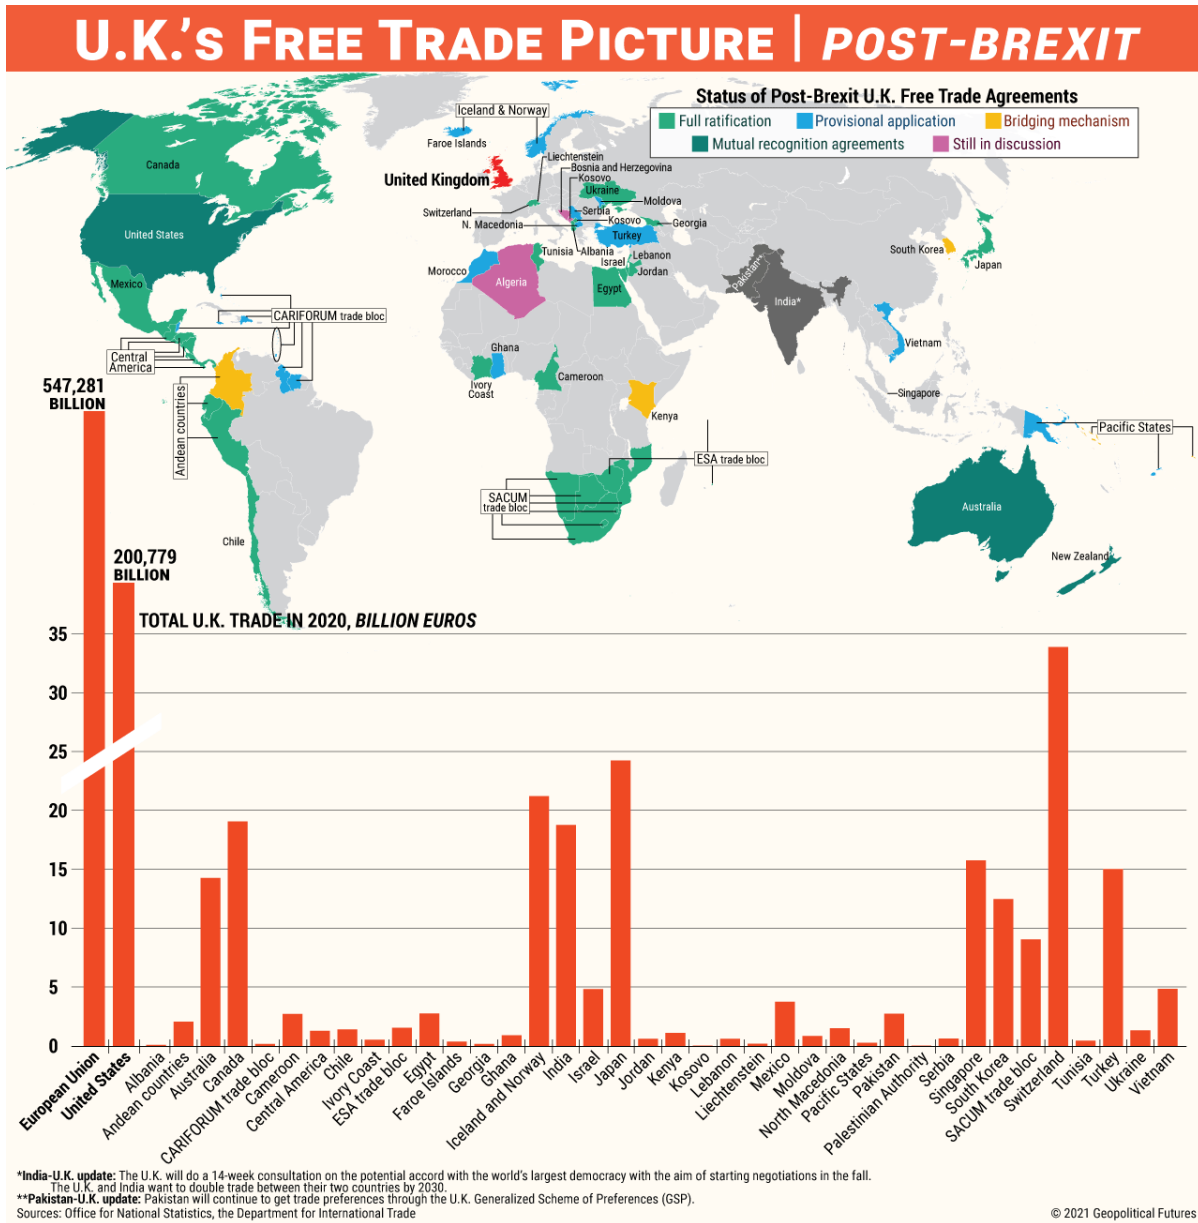 U.K.'s Free Trade Picture | POST-BREXIT
Status of Post-Brexit U.K. Free Trade Agreements
Full ratification
Provisional application
Bridging mechanism
Mutual recognition agreements
Still in discussion
Iceland & Norway
Faroe Islands
Liechtenstein
Bosnia and Herzegovina
Kosovo
United Kingdom
Ukraine
Moldova
Switzerland
Serbia
N. Macedonia
Kosovo
Georgia
Turkey
Tunisia
Albania
Lebanon
Israel
Jordan
Morocco
Algeria
Egypt
Canada
United States
Mexico
CARIFORUM trade bloc
Central
America
Andean countries
Chile
Ghana
Ivory
Coast
Cameroon
Kenya
ESA trade bloc
SACUM
trade bloc
Pakistan**
India*
South Korea
Japan
Vietnam
Singapore
Pacific States
Australia
New Zealand
547,281
BILLION
200,779
BILLION
TOTAL U.K. TRADE IN 2020, BILLION EUROS
35
30
25
20
15
10
5
0
European Union
United States
Albania
Andean countries
Australia
Canada
CARIFORUM trade bloc
Cameroon
Central America
Chile
Ivory Coast
ESA trade bloc
Egypt
Faroe Islands
Georgia
Ghana
Iceland and Norway
India
Israel
Japan
Jordan
Kenya
Kosovo
Lebanon
Liechtenstein
Mexico
Moldova
North Macedonia
Pacific States
Pakistan
Palestinian Authority
Serbia
Singapore
South Korea
SACUM trade bloc
Switzerland
Tunisia
Turkey
Ukraine
Vietnam
*India-U.K. update: The U.K. will do a 14-week consultation on the potential accord with the world's largest democracy with the aim of starting negotiations in the fall.
The U.K. and India want to double trade between their two countries by 2030.
**Pakistan-U.K. update: Pakistan will continue to get trade preferences through the U.K. Generalized Scheme of Preferences (GSP).
Sources: Office for National Statistics, the Department for International Trade
© 2021 Geopolitical Futures